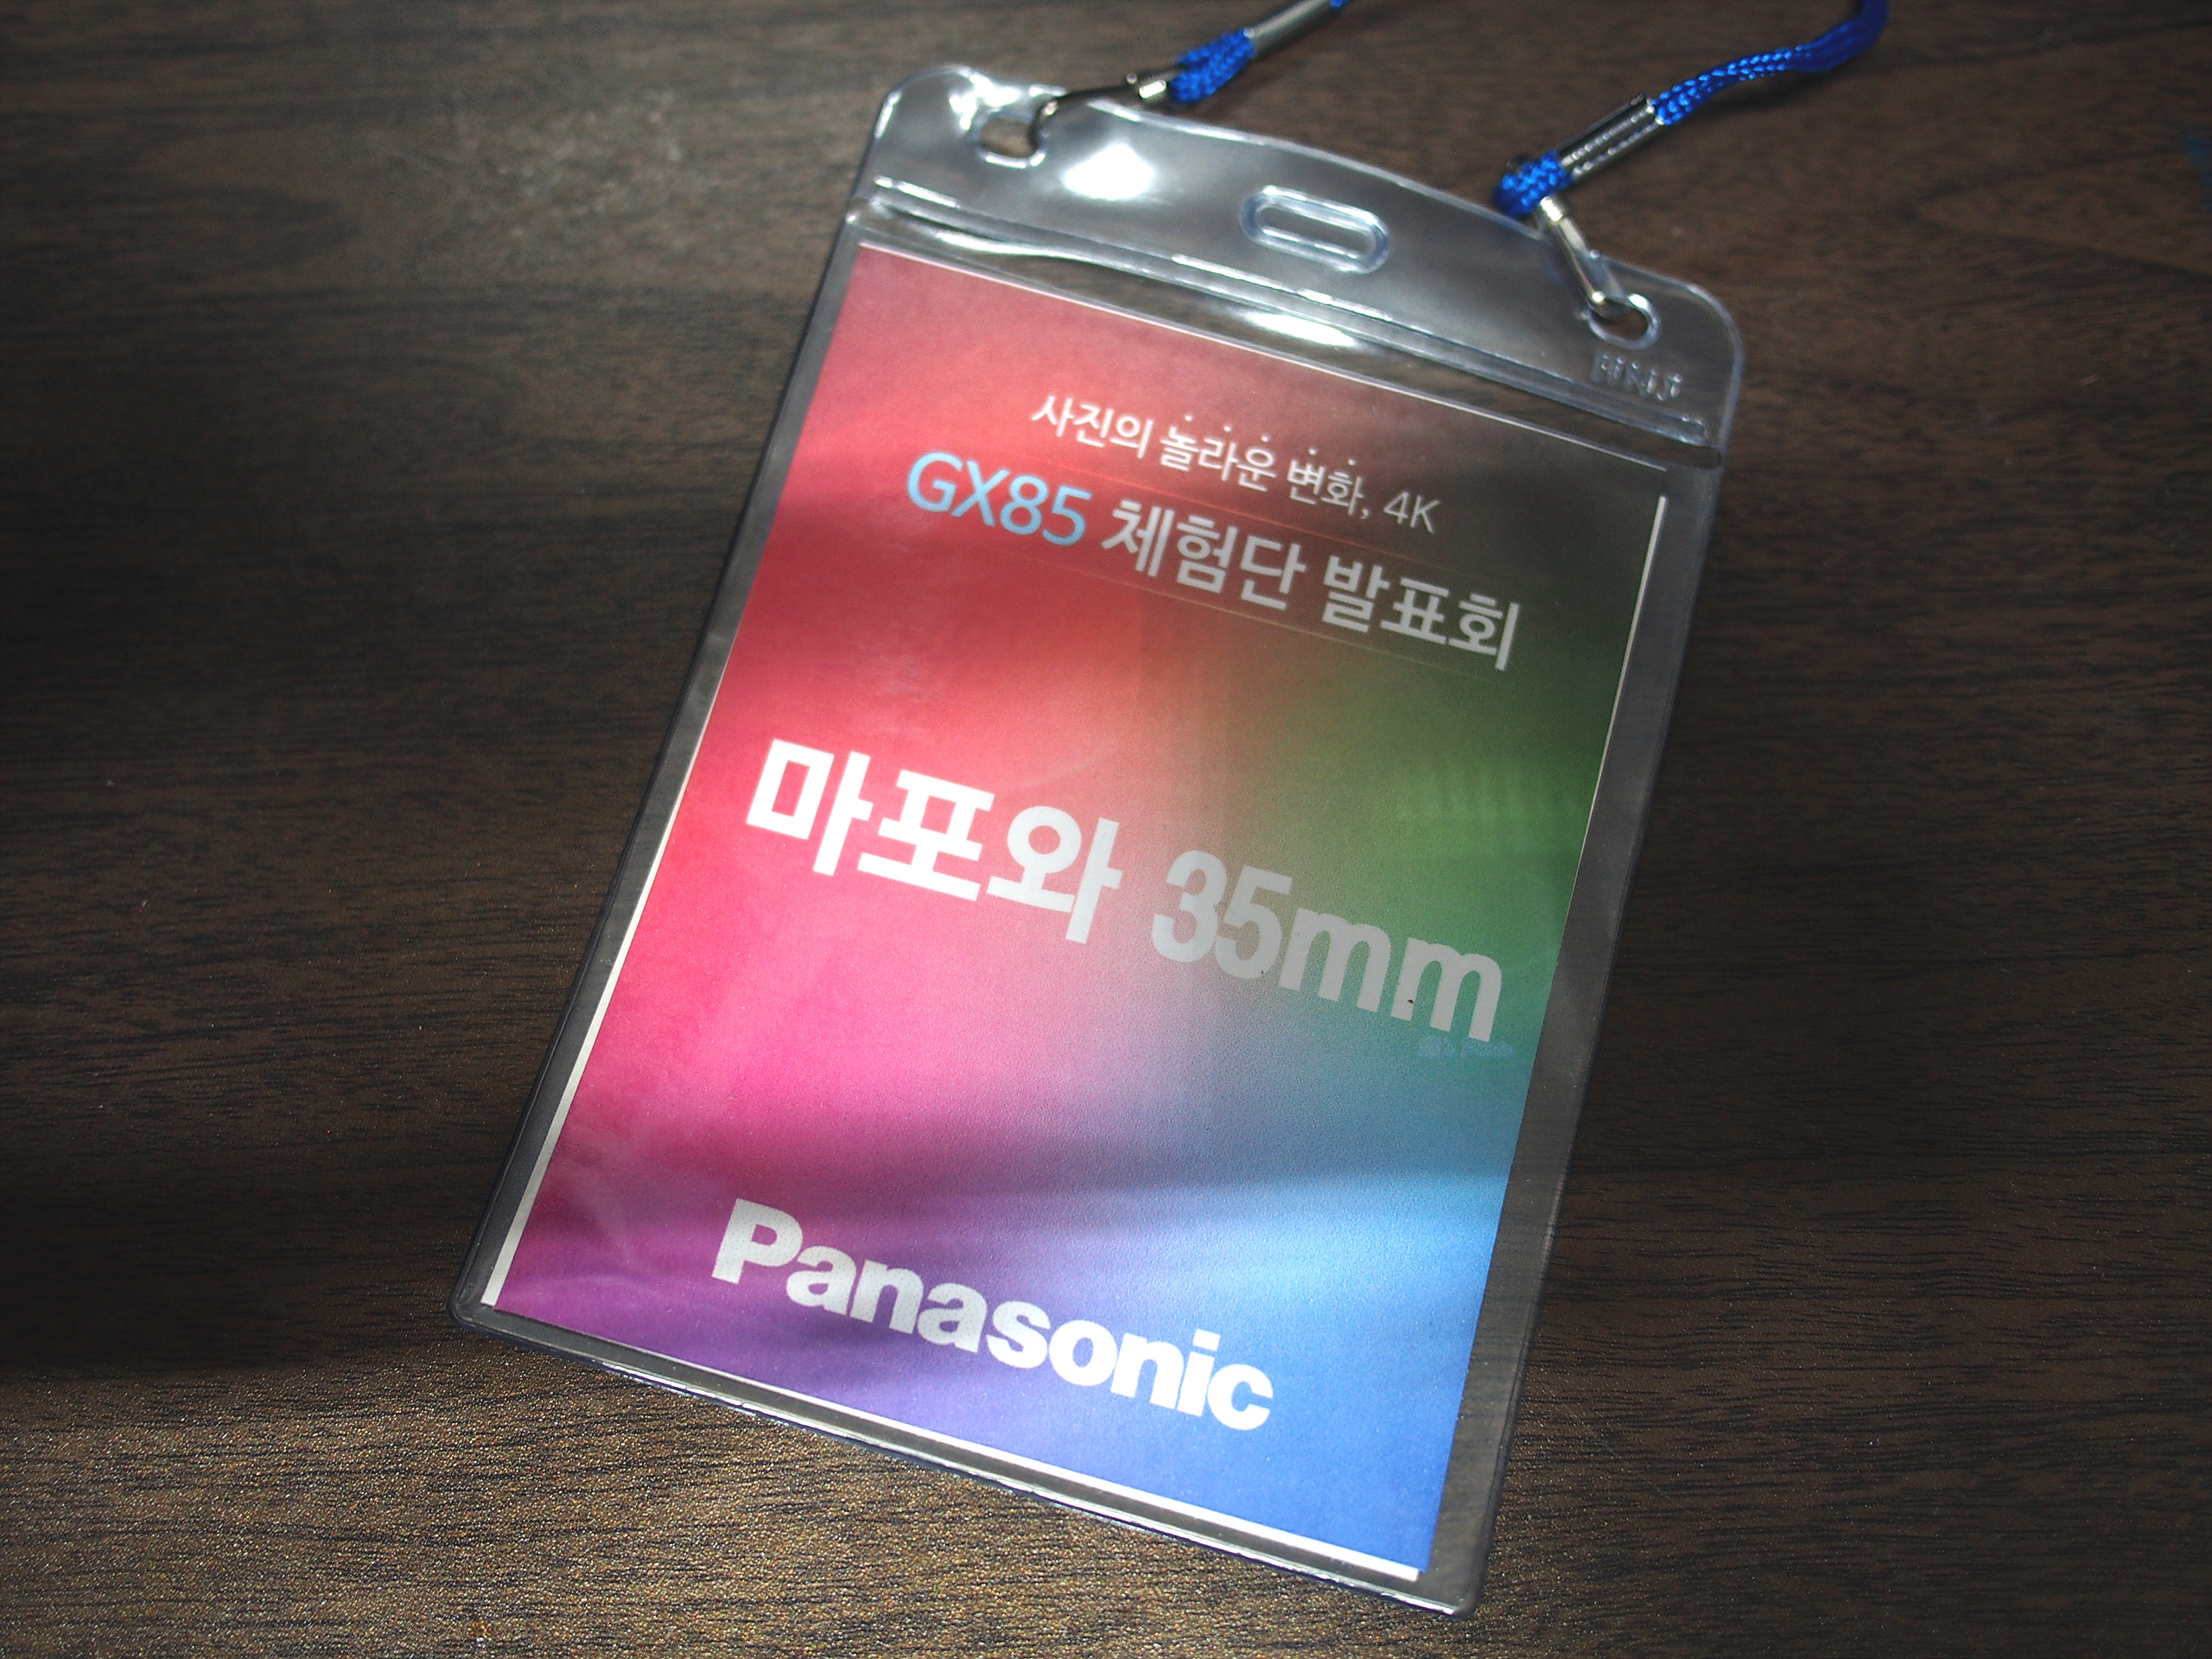 사진의 놀라운 변화, 4K
GX85 체험단 발표회
마포와 35mm
Panasonic